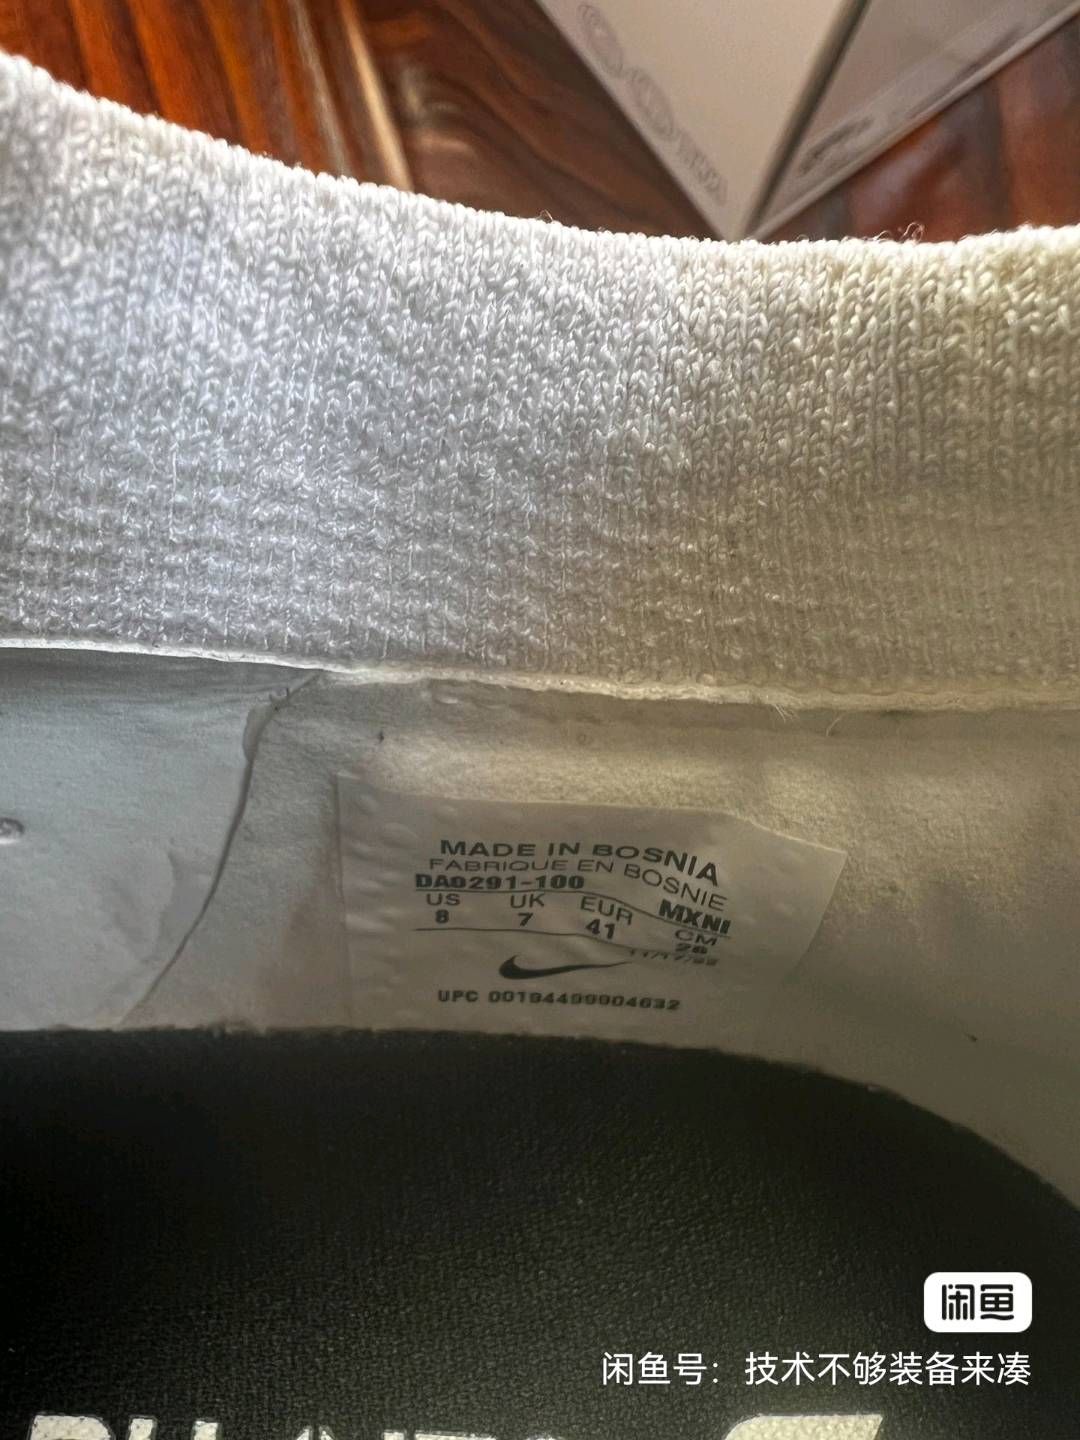 MADE IN BOSNIA
FABRIQUE EN BOSNIE
DA0291-100 MXNI
US UK EUR CM
8 7 41 26
UPC
闲鱼
闲鱼号：技术不够装备来凑